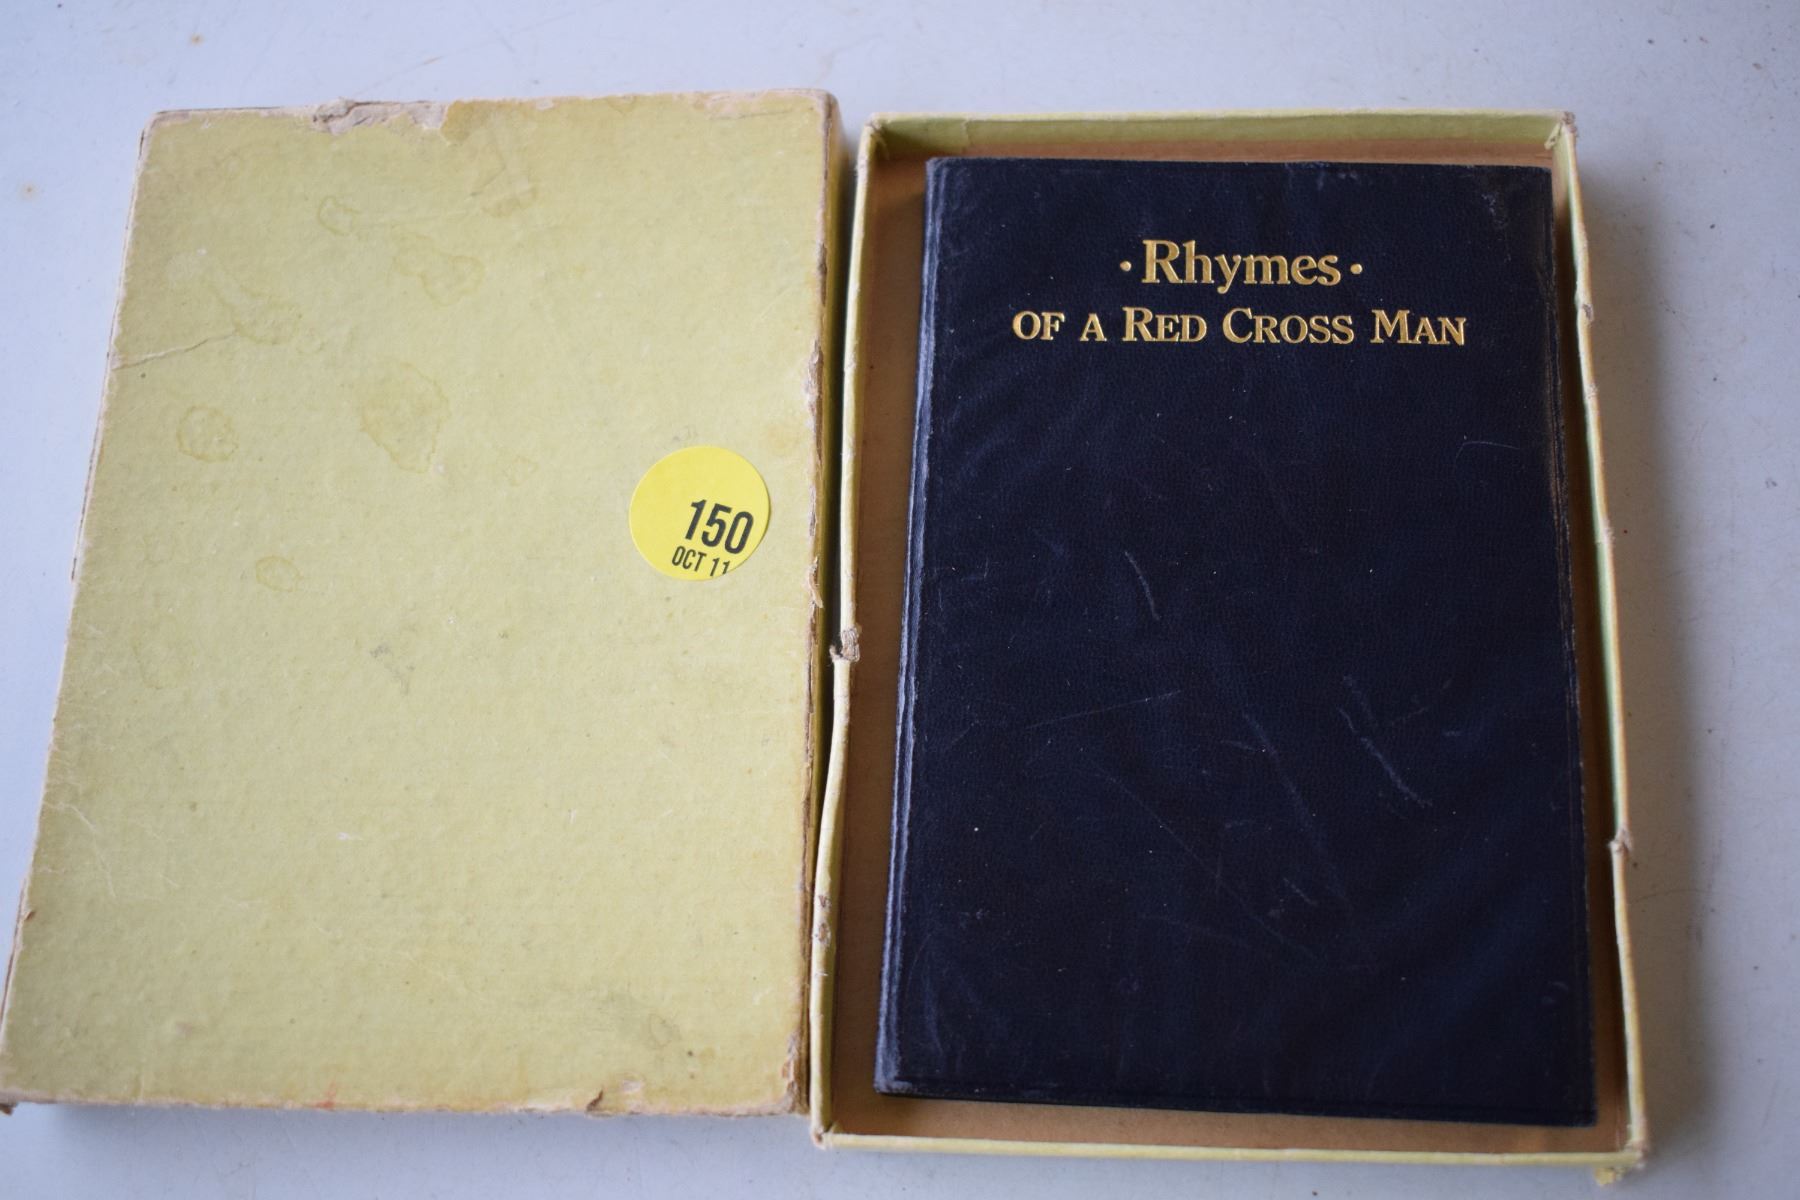 150
OCT 11
· Rhymes ·
OF A RED CROSS MAN